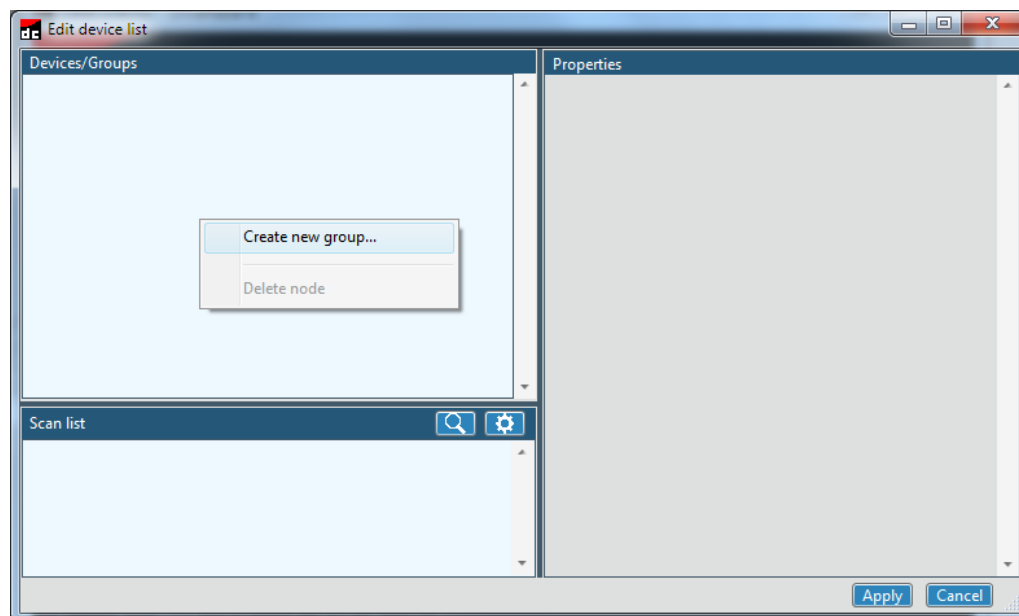 Edit device list
Devices/Groups
Properties
Create new group...
Delete node
Scan list
Apply
Cancel